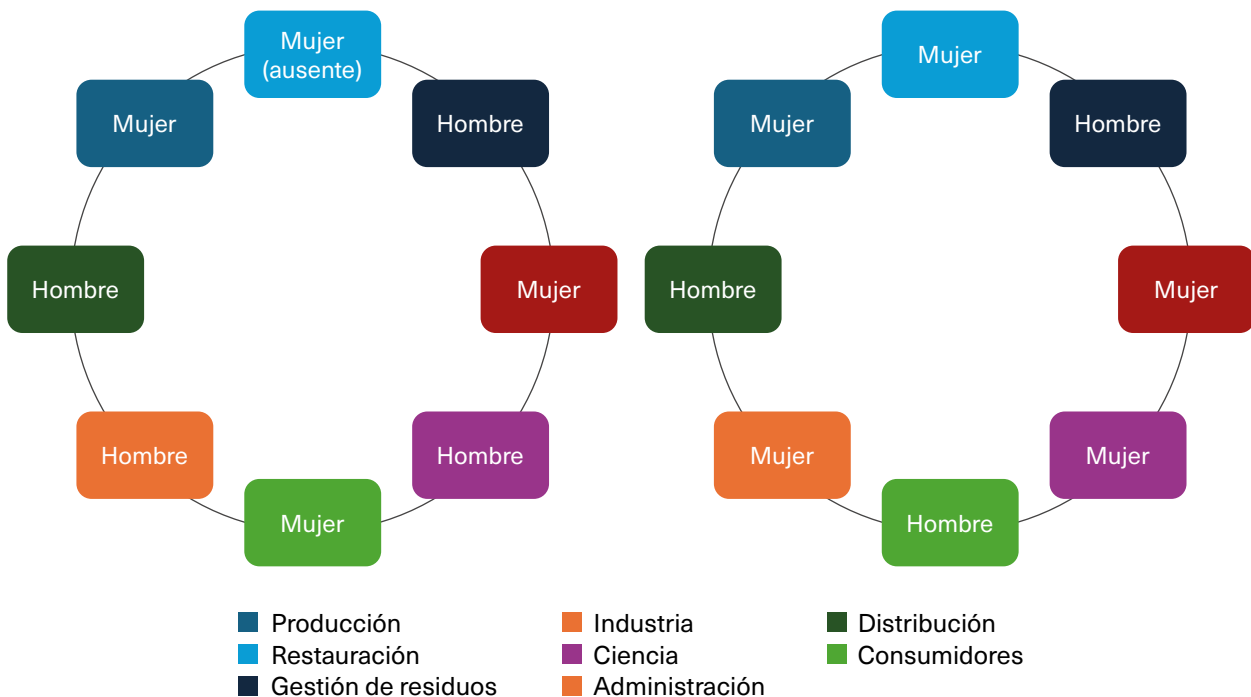 Mujer
(ausente)
Mujer
Hombre
Hombre
Mujer
Hombre
Hombre
Mujer
Mujer
Mujer
Hombre
Hombre
Mujer
Mujer
Mujer
Hombre
Producción
Industria
Distribución
Restauración
Ciencia
Consumidores
Gestión de residuos
Administración